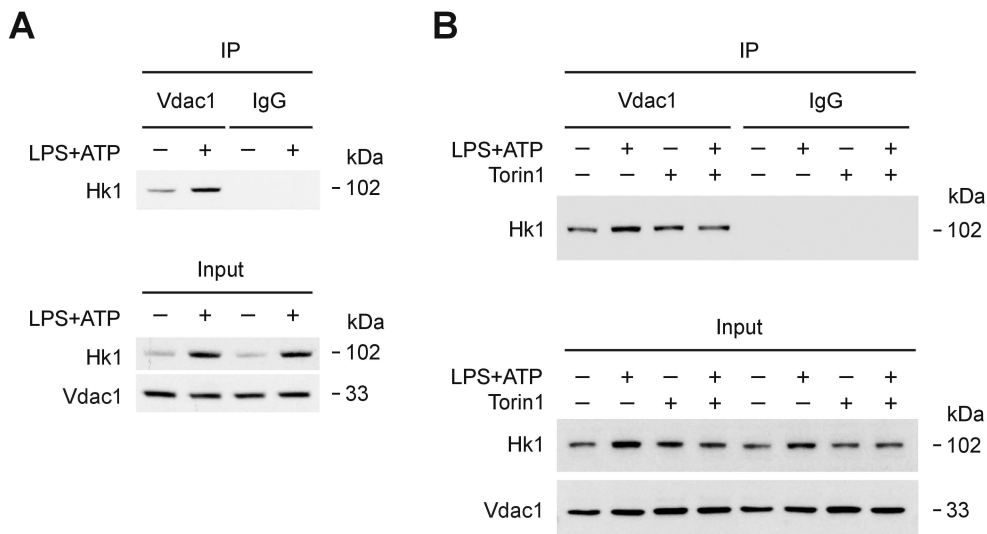 A
IP
Vdac1 IgG
LPS+ATP – + – + kDa
Hk1 - 102
Input
LPS+ATP – + – + kDa
Hk1 - 102
Vdac1 - 33
B
IP
Vdac1 IgG
LPS+ATP – + – + – + – +
Torin1 – – + + – – + + kDa
Hk1 - 102
Input
LPS+ATP – + – + – + – +
Torin1 – – + + – – + + kDa
Hk1 - 102
Vdac1 - 33